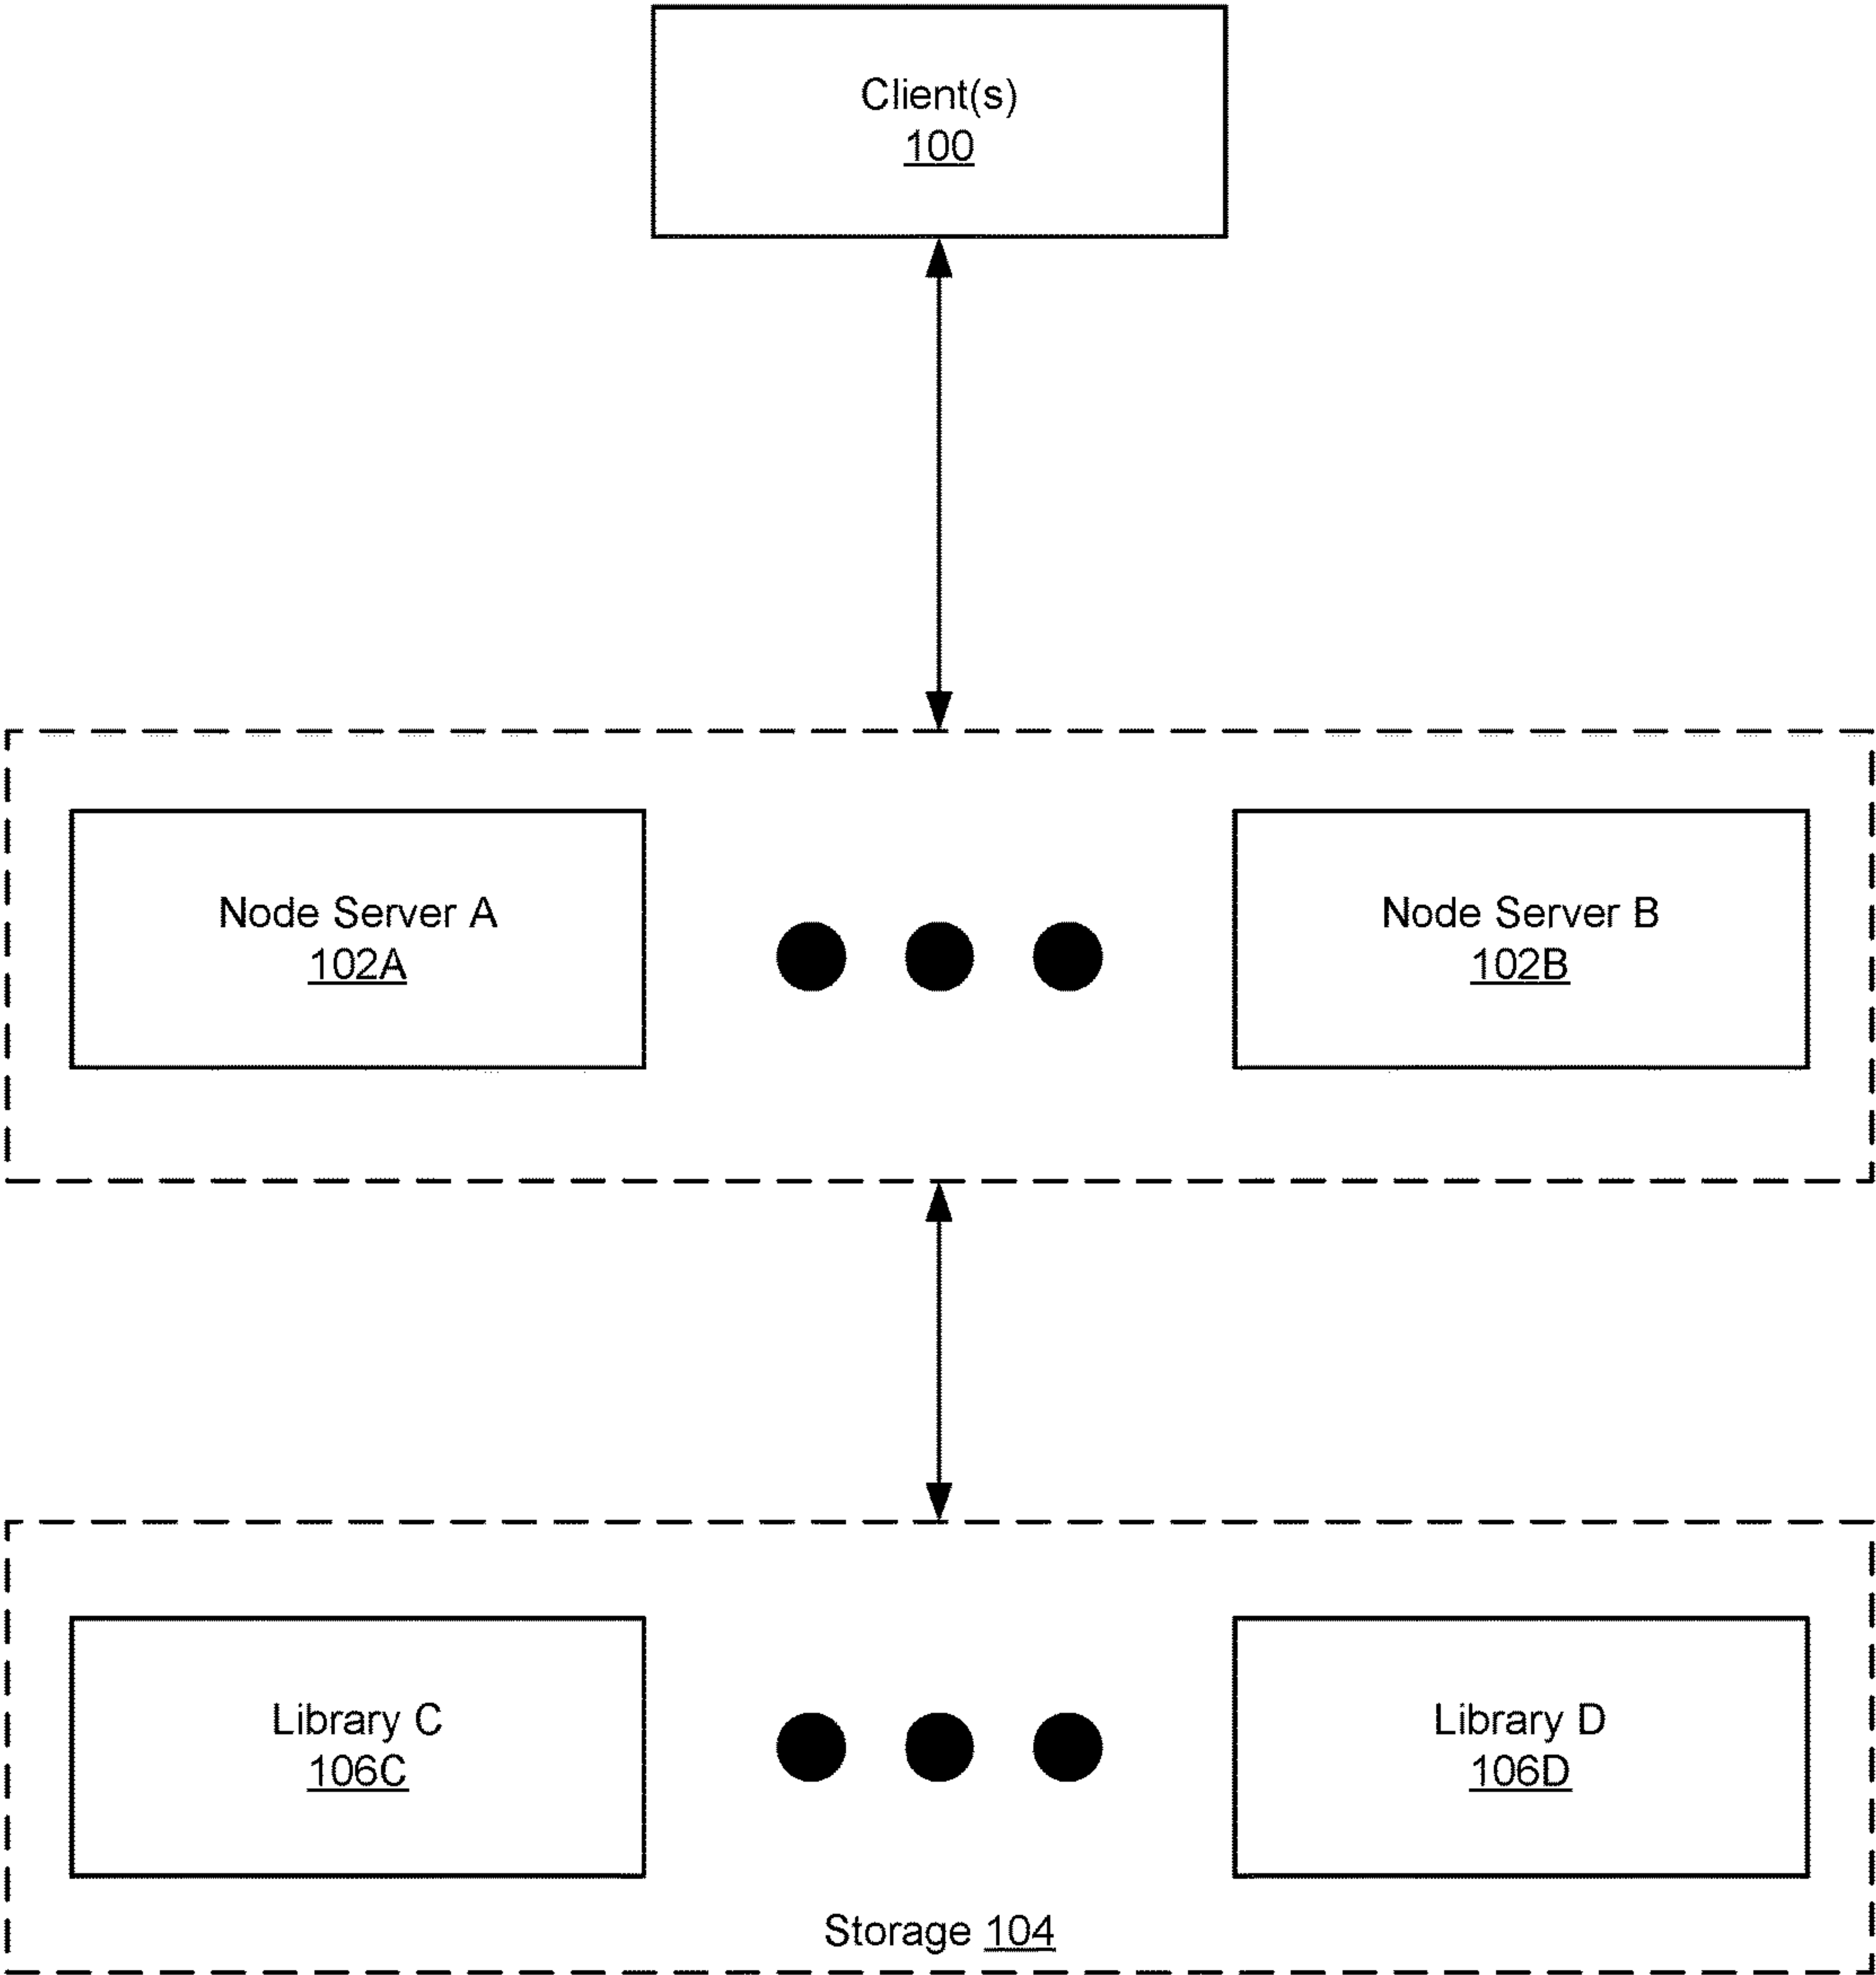 Client(s)
100
Node Server A
102A
Node Server B
102B
Library C
106C
Library D
106D
Storage 104